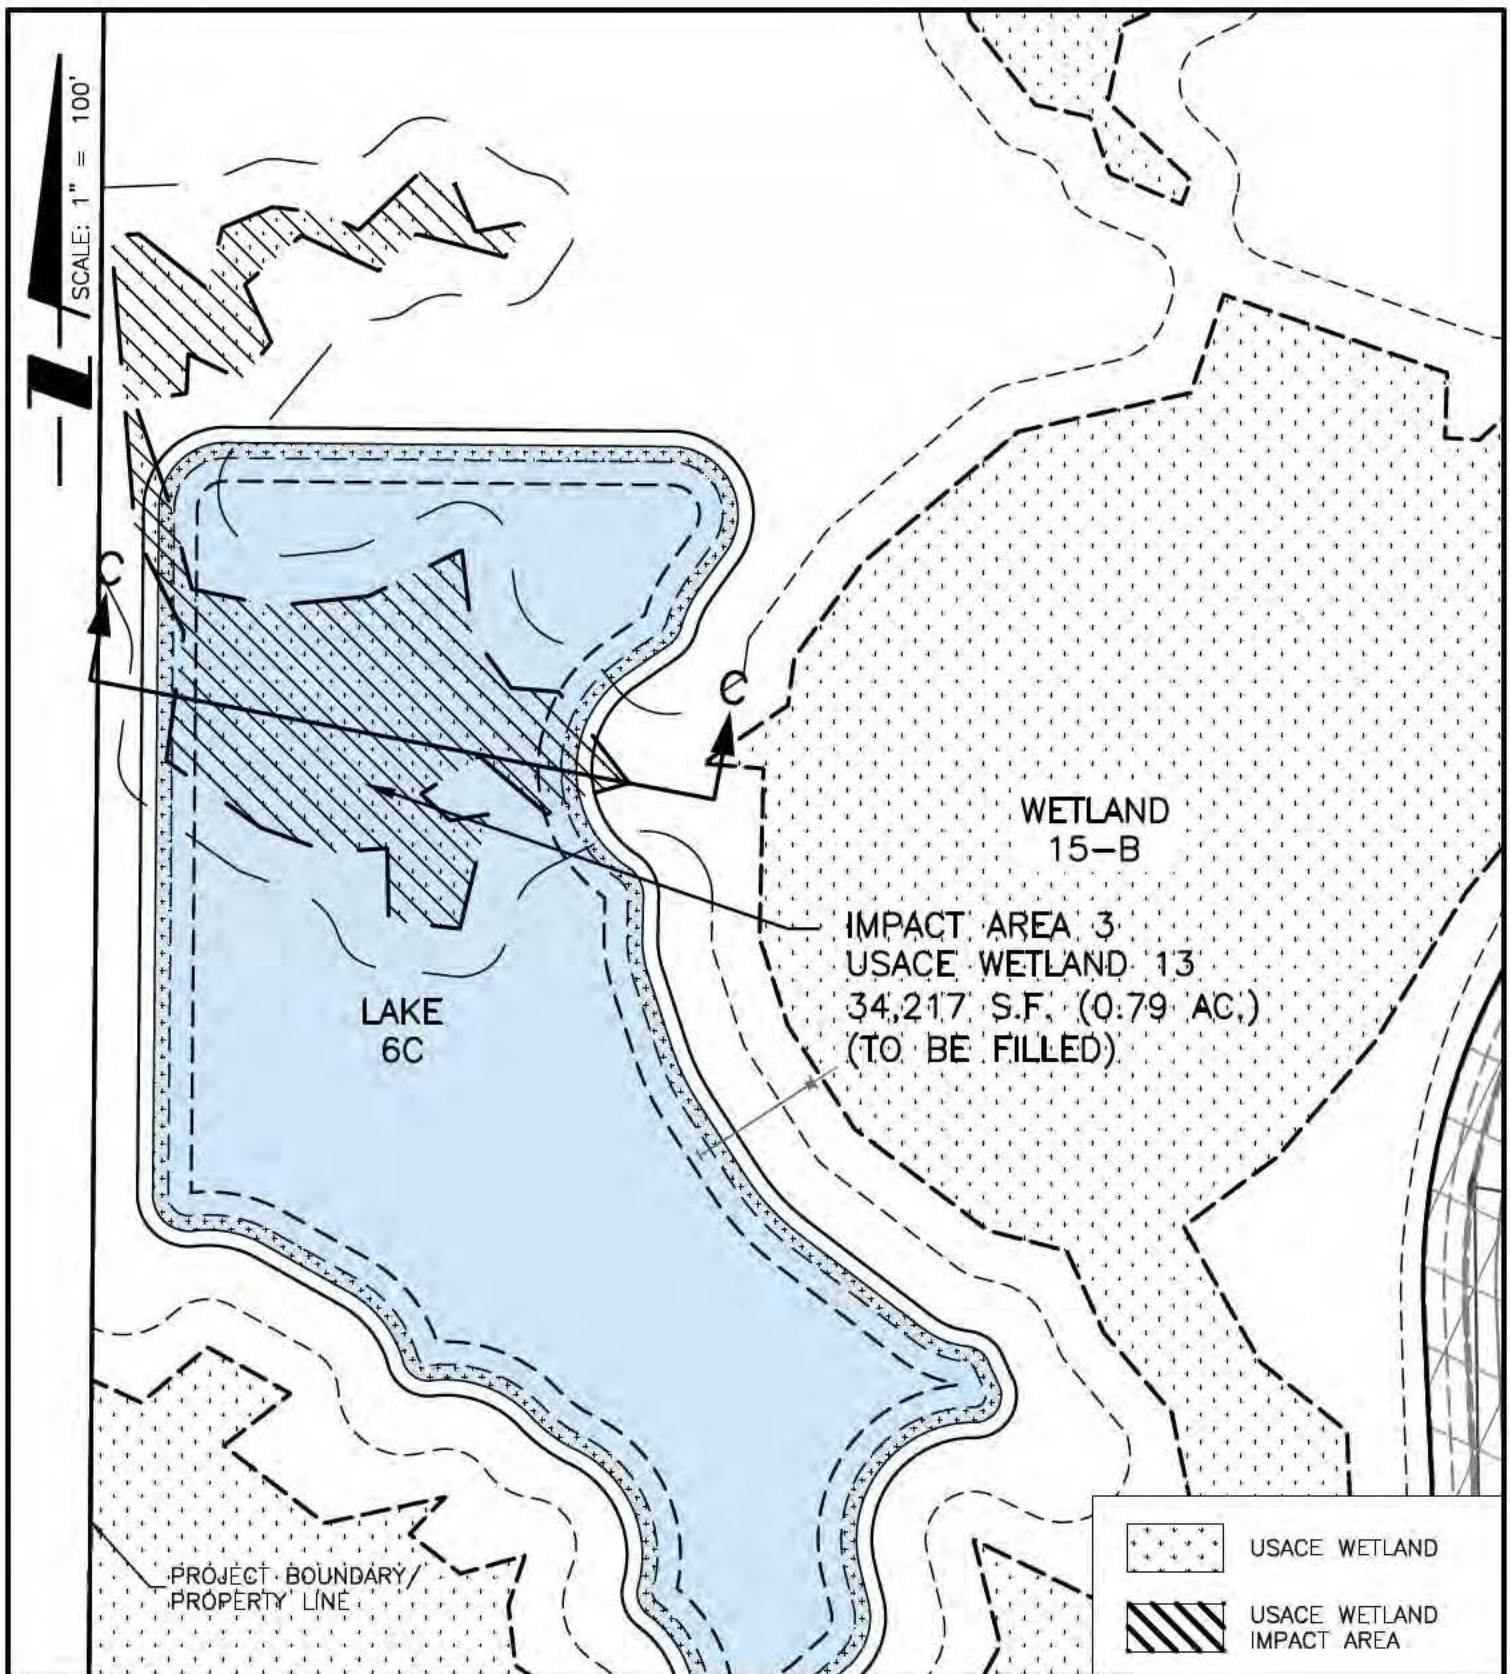 SCALE: 1" = 100'
Z
C
C
WETLAND
15-B
IMPACT AREA 3
USACE WETLAND 13
34,217 S.F. (0.79 AC.)
(TO BE FILLED)
LAKE
6C
PROJECT BOUNDARY/
PROPERTY LINE
USACE WETLAND
USACE WETLAND
IMPACT AREA